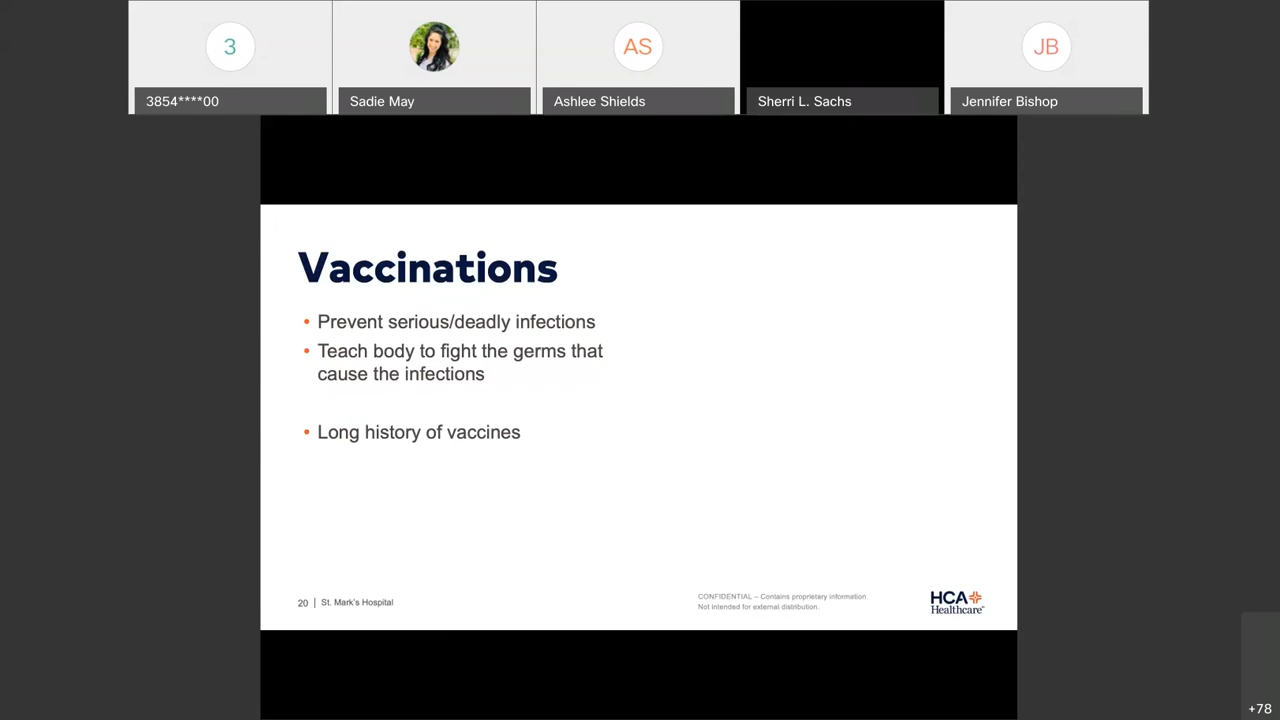 3
AS
JB
3854****00
Sadie May
Ashlee Shields
Sherri L. Sachs
Jennifer Bishop
Vaccinations
• Prevent serious/deadly infections
• Teach body to fight the germs that
cause the infections
• Long history of vaccines
20 | St. Mark's Hospital
CONFIDENTIAL – Contains proprietary information.
Not intended for external distribution.
HCA
Healthcare™
+78